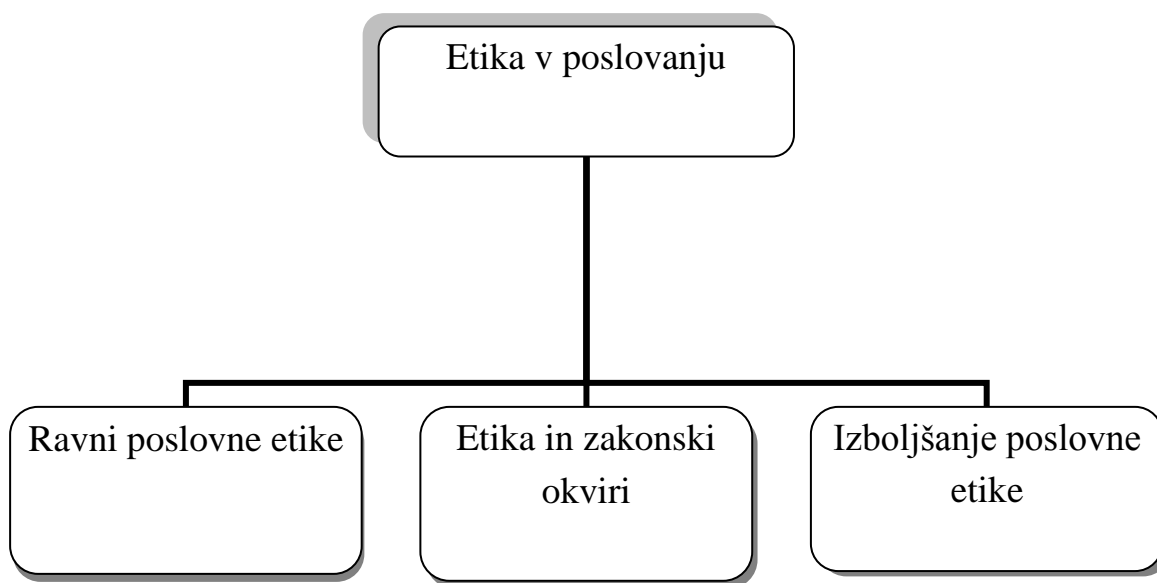 Etika v poslovanju
Ravni poslovne etike
Etika in zakonski
okviri
Izboljšanje poslovne
etike